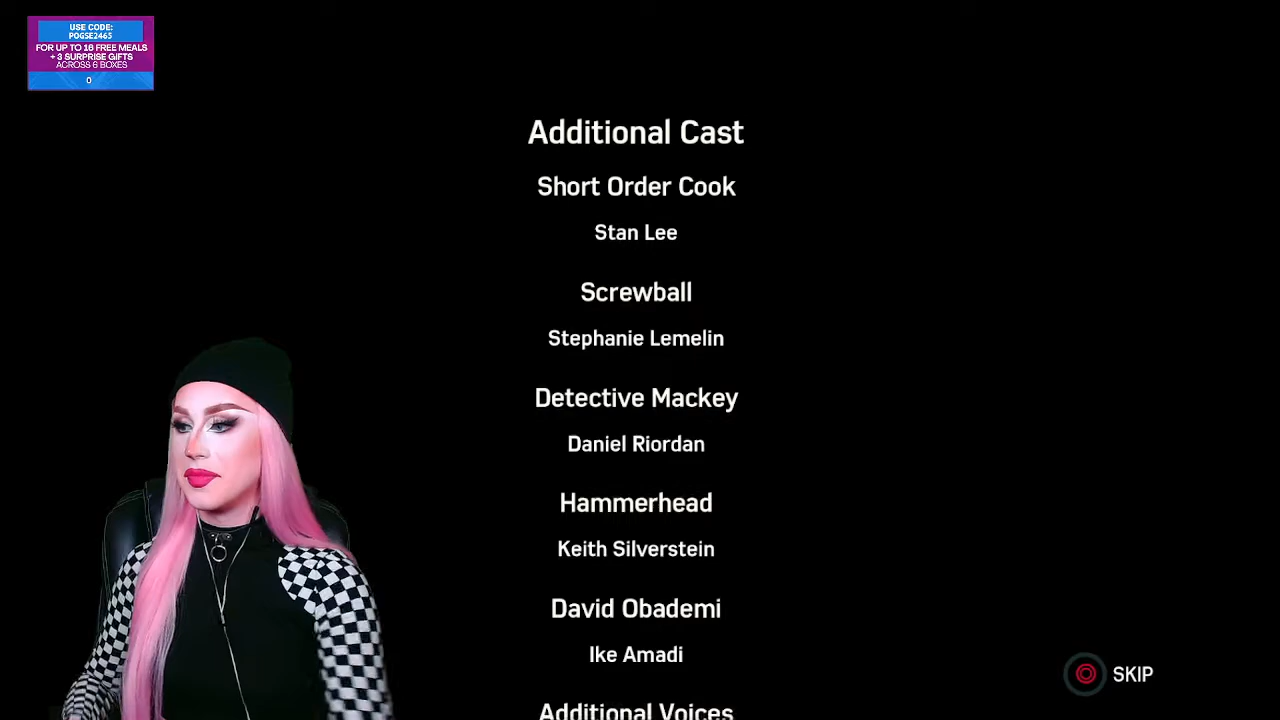 USE CODE:
POGSE2465
FOR UP TO 16 FREE MEALS
+ 3 SURPRISE GIFTS
ACROSS 6 BOXES
0
Additional Cast
Short Order Cook
Stan Lee
Screwball
Stephanie Lemelin
Detective Mackey
Daniel Riordan
Hammerhead
Keith Silverstein
David Obademi
Ike Amadi
Additional Voices
SKIP